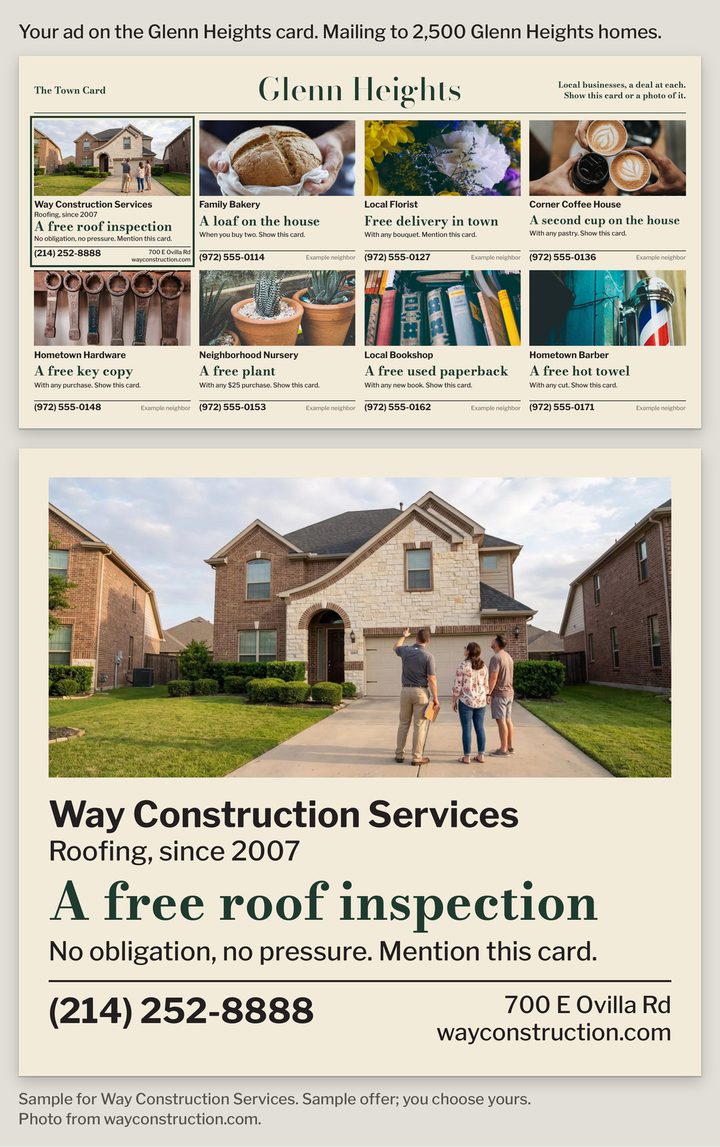 Your ad on the Glenn Heights card. Mailing to 2,500 Glenn Heights homes.
The Town Card
Glenn Heights
Local businesses, a deal at each.
Show this card or a photo of it.
Way Construction Services
Roofing, since 2007
A free roof inspection
No obligation, no pressure. Mention this card.
(214) 252-8888
700 E Ovilla Rd
wayconstruction.com
Family Bakery
A loaf on the house
When you buy two. Show this card.
(972) 555-0114
Example neighbor
Local Florist
Free delivery in town
With any bouquet. Mention this card.
(972) 555-0127
Example neighbor
Corner Coffee House
A second cup on the house
With any pastry. Show this card.
(972) 555-0136
Example neighbor
Hometown Hardware
A free key copy
With any purchase. Show this card.
(972) 555-0148
Example neighbor
Neighborhood Nursery
A free plant
With any $25 purchase. Show this card.
(972) 555-0153
Example neighbor
Local Bookshop
A free used paperback
With any new book. Show this card.
(972) 555-0162
Example neighbor
Hometown Barber
A free hot towel
With any cut. Show this card.
(972) 555-0171
Example neighbor
Way Construction Services
Roofing, since 2007
A free roof inspection
No obligation, no pressure. Mention this card.
(214) 252-8888
700 E Ovilla Rd
wayconstruction.com
Sample for Way Construction Services. Sample offer; you choose yours.
Photo from wayconstruction.com.